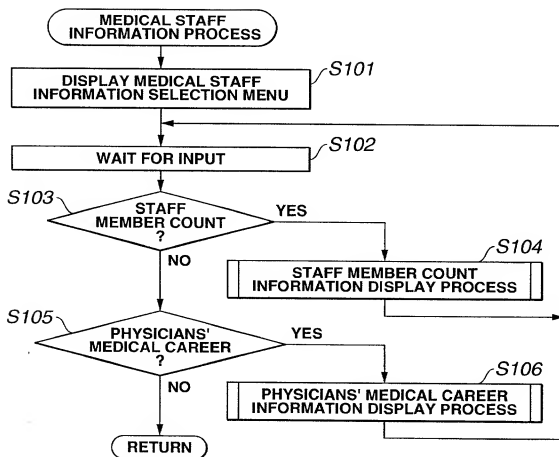 MEDICAL STAFF
INFORMATION PROCESS
S101
DISPLAY MEDICAL STAFF
INFORMATION SELECTION MENU
S102
WAIT FOR INPUT
S103
STAFF
MEMBER COUNT
?
YES
NO
S104
STAFF MEMBER COUNT
INFORMATION DISPLAY PROCESS
S105
PHYSICIANS'
MEDICAL CAREER
?
YES
NO
S106
PHYSICIANS' MEDICAL CAREER
INFORMATION DISPLAY PROCESS
RETURN